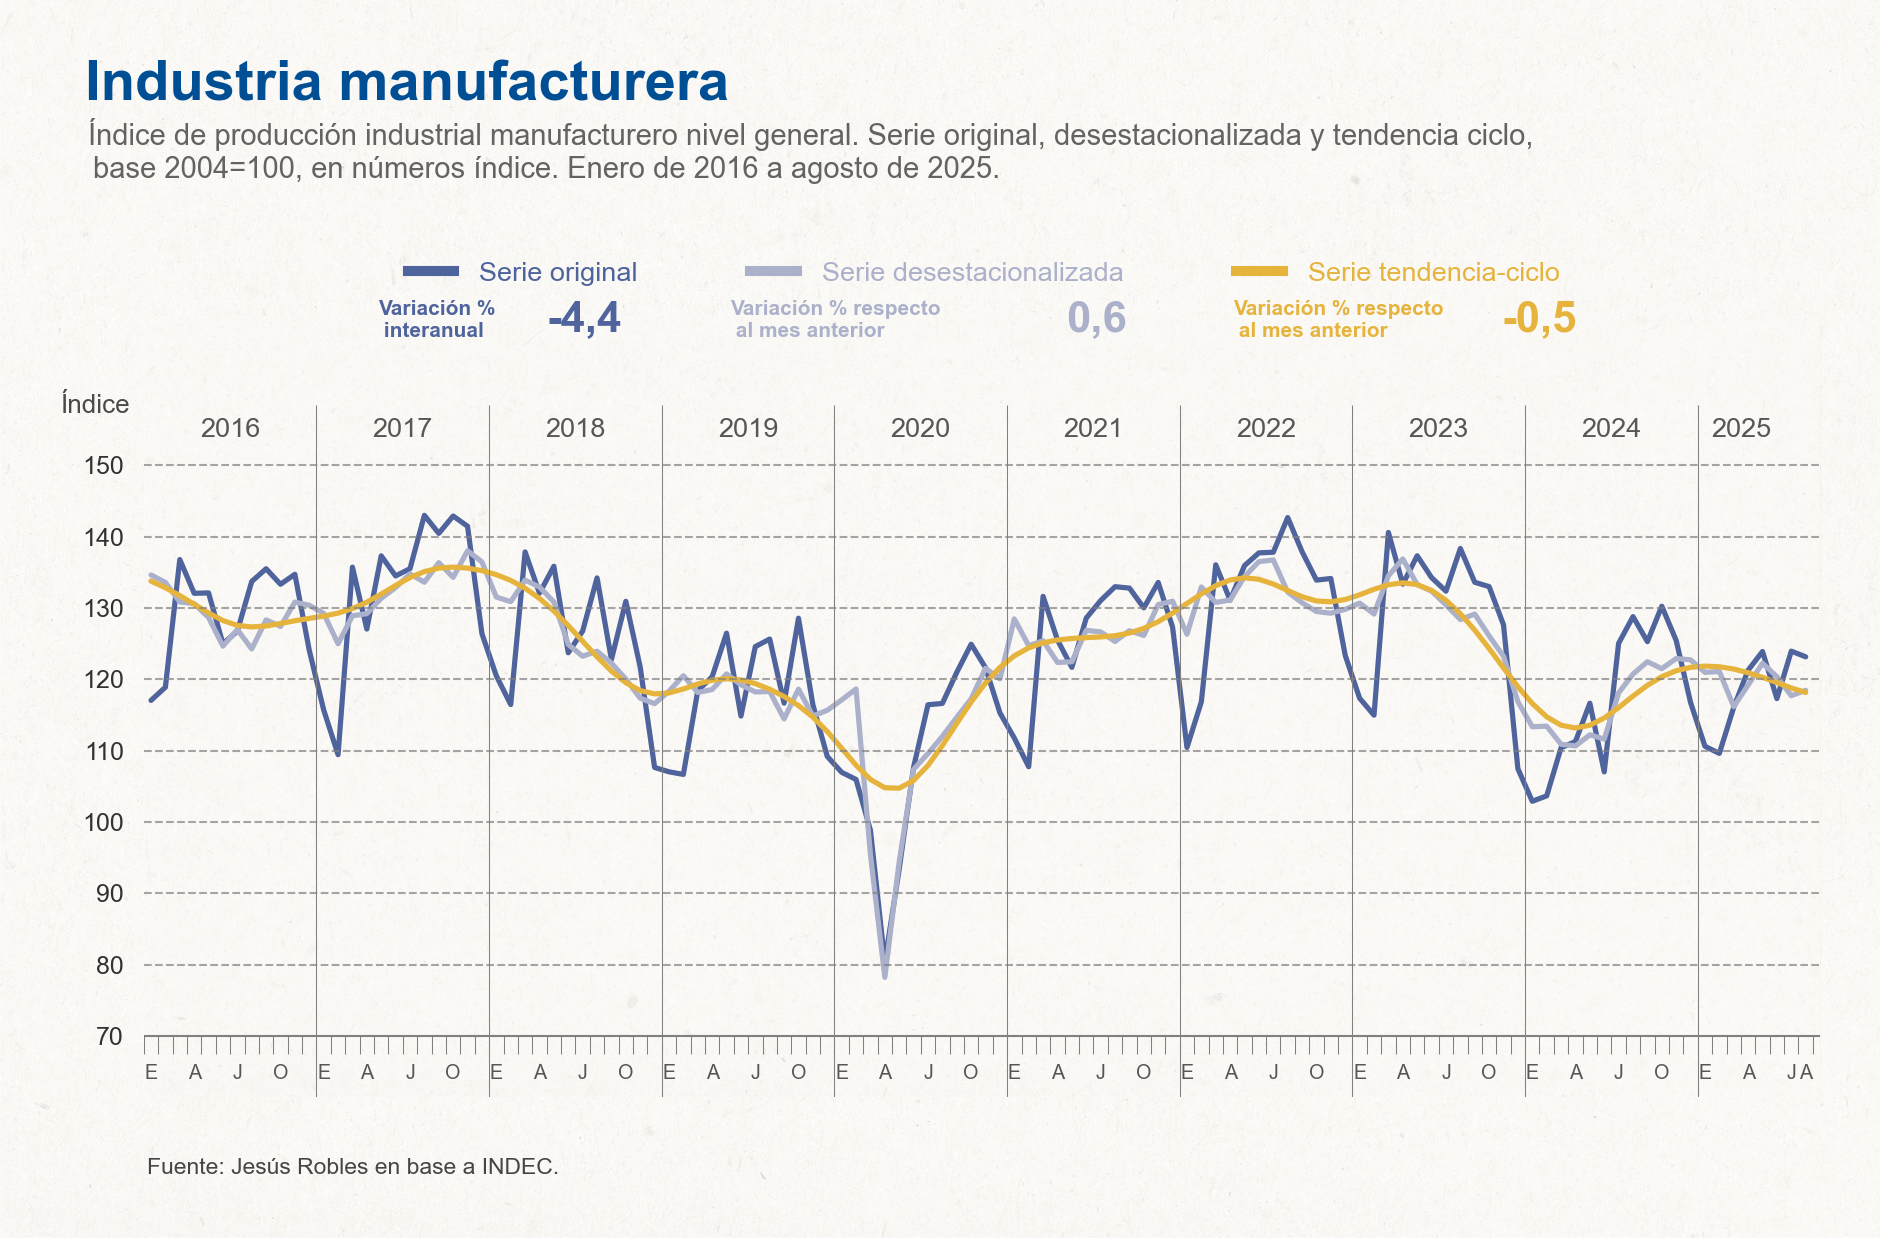 Industria manufacturera
Índice de producción industrial manufacturero nivel general. Serie original, desestacionalizada y tendencia ciclo,
base 2004=100, en números índice. Enero de 2016 a agosto de 2025.
Serie original
Serie desestacionalizada
Serie tendencia-ciclo
Variación %
interanual
-4,4
Variación % respecto
al mes anterior
0,6
Variación % respecto
al mes anterior
-0,5
Índice
2016 2017 2018 2019 2020 2021 2022 2023 2024 2025
150
140
130
120
110
100
90
80
70
E A J O E A J O E A J O E A J O E A J O E A J O E A J O E A J O E A J O E A J A
Fuente: Jesús Robles en base a INDEC.